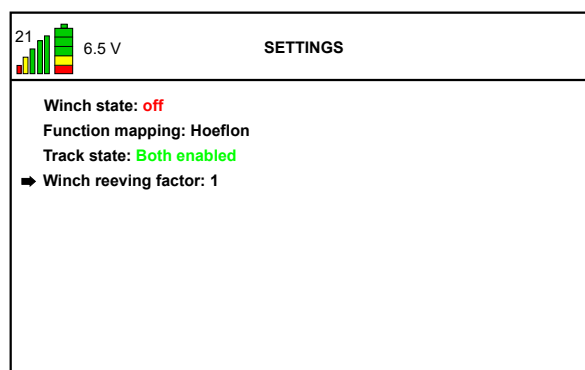 21
6.5 V
SETTINGS
Winch state: off
Function mapping: Hoeflon
Track state: Both enabled
Winch reeving factor: 1